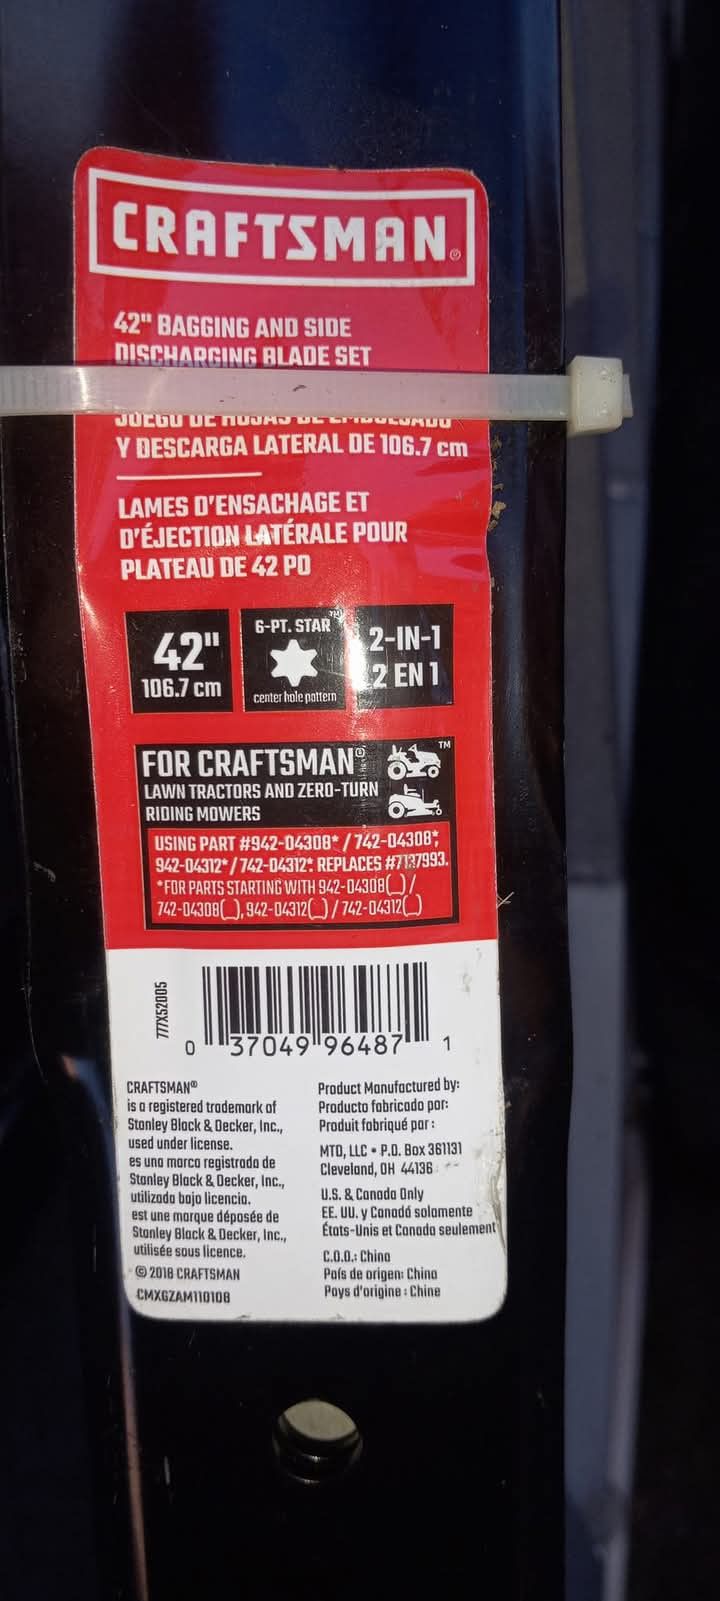 CRAFTSMAN®
42" BAGGING AND SIDE
DISCHARGING BLADE SET
JUEGO DE HOJAS DE EMBOLSADO
Y DESCARGA LATERAL DE 106.7 cm
LAMES D'ENSACHAGE ET
D'ÉJECTION LATÉRALE POUR
PLATEAU DE 42 PO
42"
106.7 cm
6-PT. STAR™
center hole pattern
2-IN-1
2 EN 1
FOR CRAFTSMAN® ™
LAWN TRACTORS AND ZERO-TURN
RIDING MOWERS
USING PART #942-04308* / 742-04308*,
942-04312* / 742-04312* REPLACES #7137993.
*FOR PARTS STARTING WITH 942-04308(_) /
742-04308(_), 942-04312(_) / 742-04312(_)
777X52005
0 37049 96487 1
CRAFTSMAN®
is a registered trademark of
Stanley Black & Decker, Inc.,
used under license.
es una marca registrada de
Stanley Black & Decker, Inc.,
utilizada bajo licencia.
est une marque déposée de
Stanley Black & Decker, Inc.,
utilisée sous licence.
© 2018 CRAFTSMAN
CMXGZAM110108
Product Manufactured by:
Producto fabricado por:
Produit fabriqué par :
MTD, LLC • P.O. Box 361131
Cleveland, OH 44136
U.S. & Canada Only
EE. UU. y Canadá solamente
États-Unis et Canada seulement
C.O.O.: China
País de origen: China
Pays d'origine : Chine